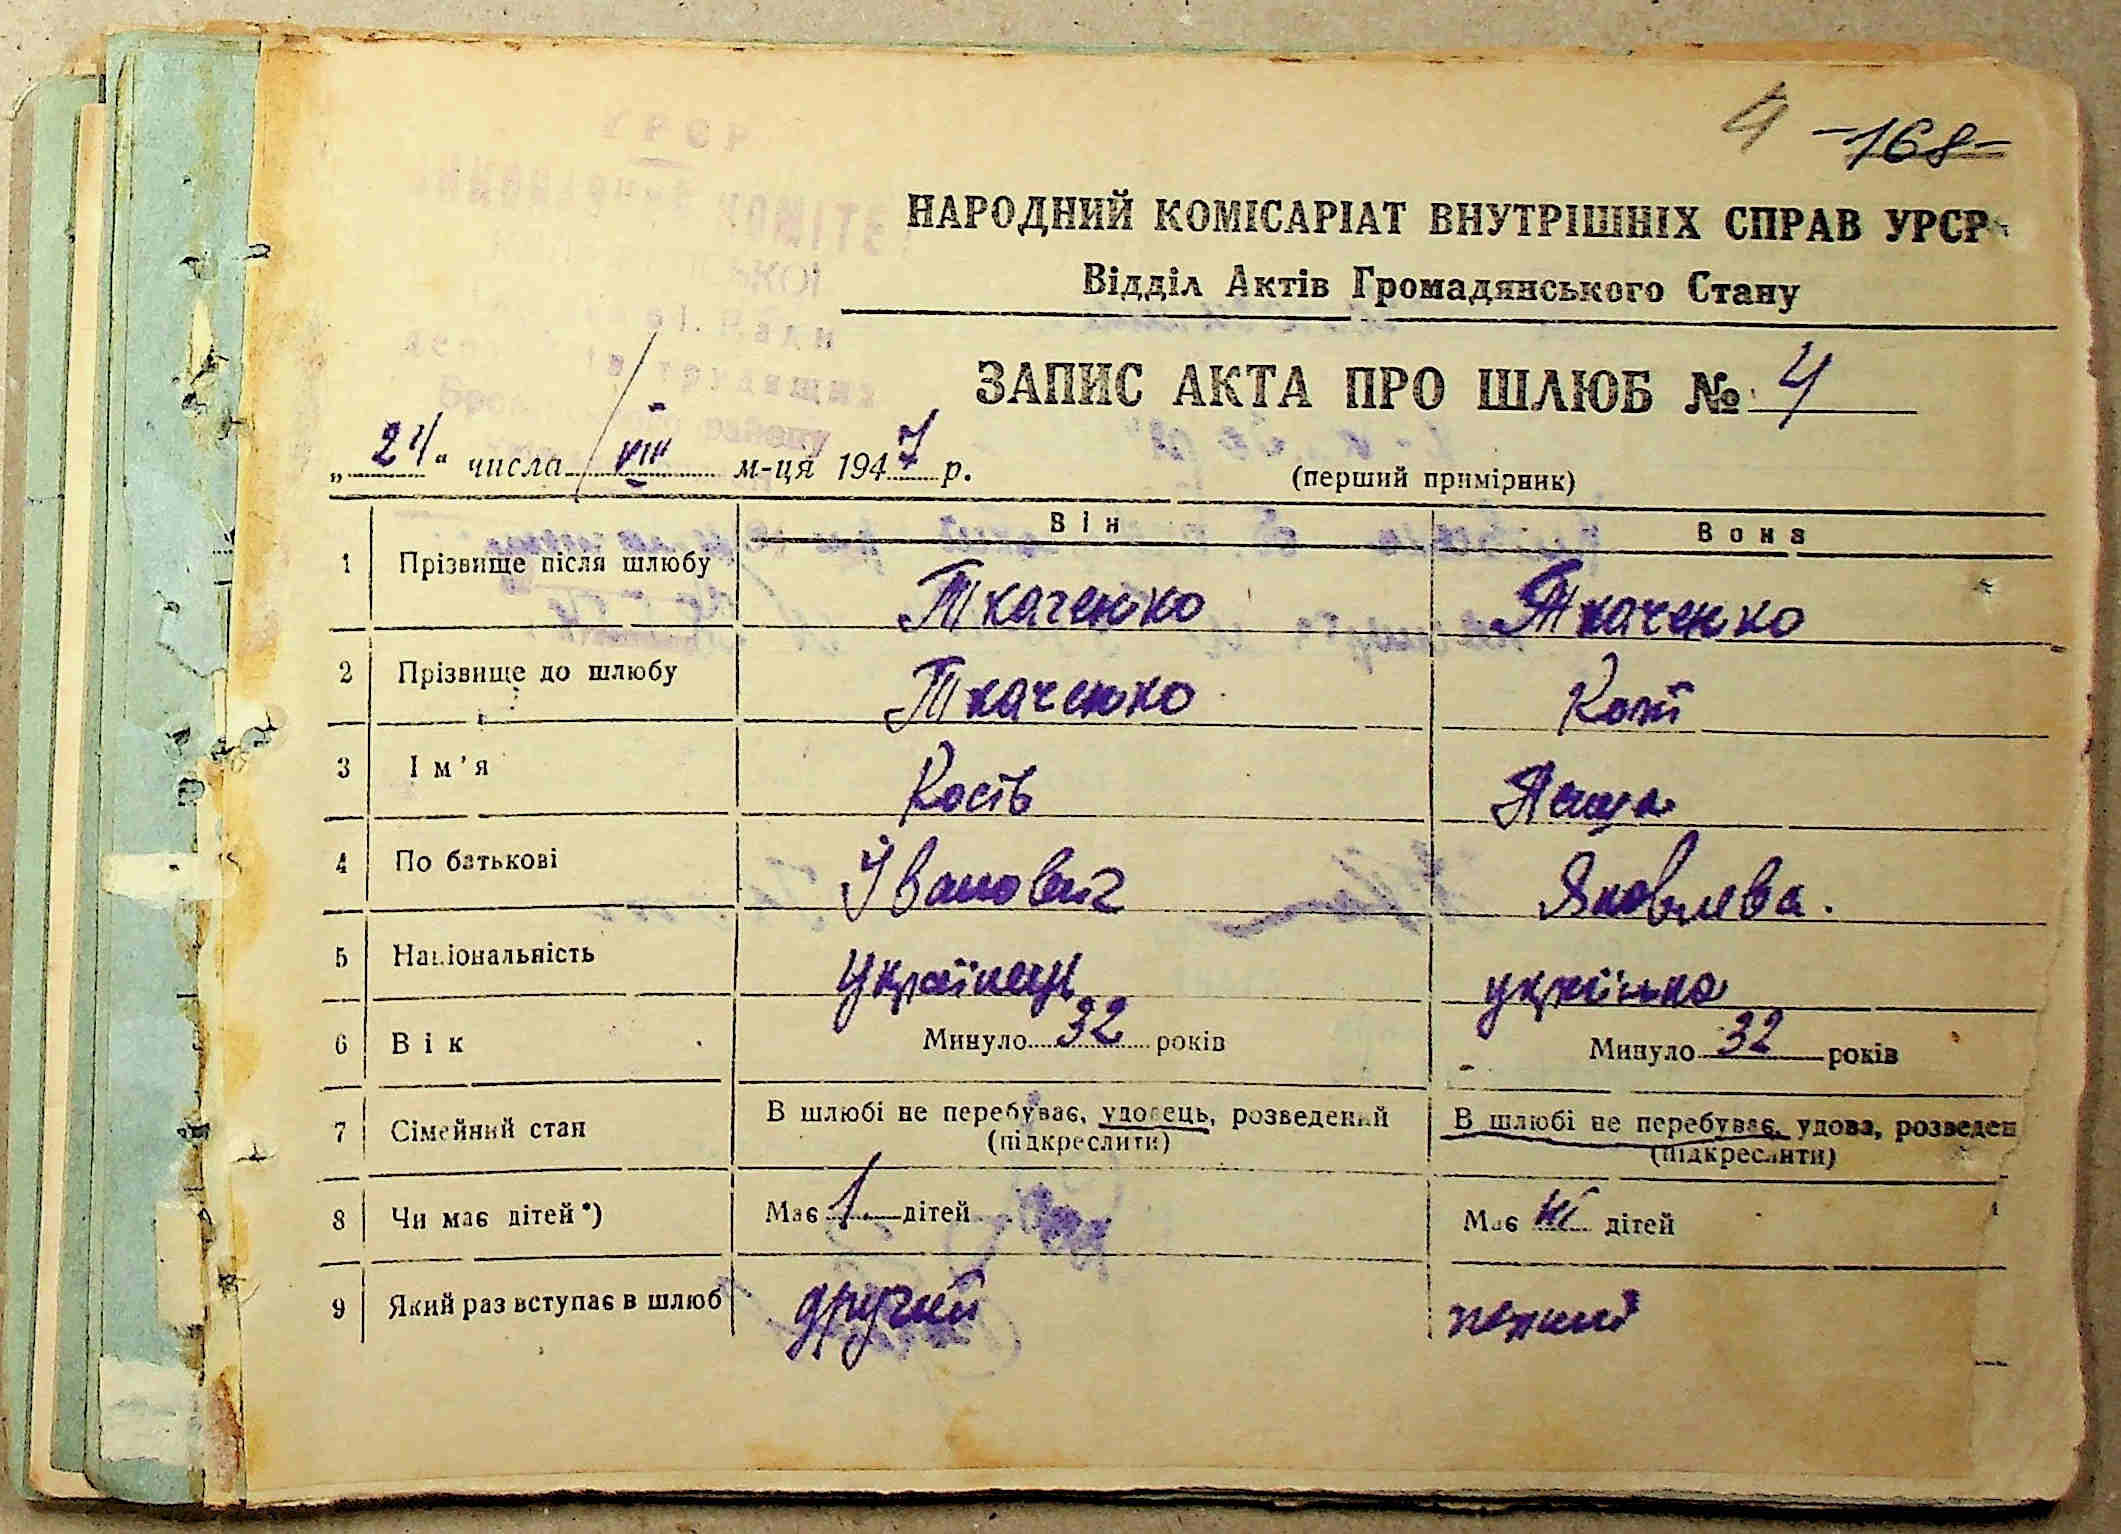 4 -168-
УРСР
НАРОДНИЙ КОМІСАРІАТ ВНУТРІШНІХ СПРАВ УРСР
Відділ Актів Громадянського Стану
ЗАПИС АКТА ПРО ШЛЮБ № 4
„24“ числа VIII м-ця 1947 р. (перший примірник)
Він Вона
1 Прізвище після шлюбу Ткаченко Ткаченко
2 Прізвище до шлюбу Ткаченко
3 Ім'я Кость
4 По батькові Іванович Яковлєва.
5 Національність українець українка
6 Вік Минуло 32 років Минуло 32 років
7 Сімейний стан В шлюбі не перебуває, удовець, розведений В шлюбі не перебуває, удова, розведен
(підкреслити) (підкреслити)
8 Чи має дітей*) Має 1 дітей Має дітей
9 Який раз вступає в шлюб другий перший